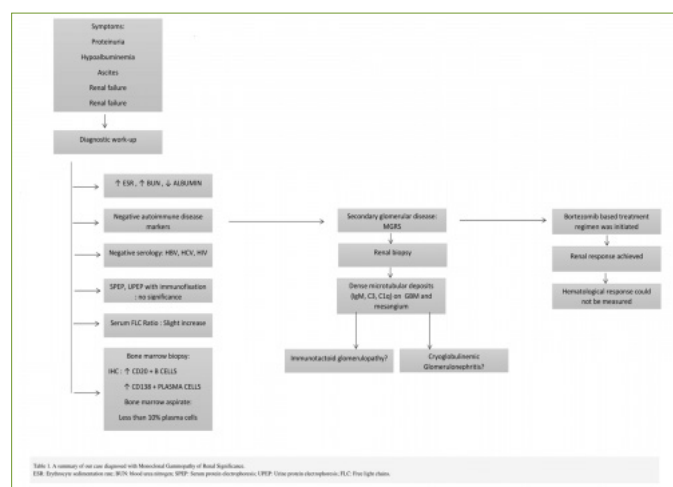 Symptoms:
Proteinuria
Hypoalbuminemia
Ascites
Renal failure
Renal failure
Diagnostic work-up
↑ ESR , ↑ BUN , ↓ ALBUMIN
Negative autoimmune disease
markers
Negative serology: HBV, HCV, HIV
SPEP, UPEP with immunofixation
: no significance
Serum FLC Ratio : Slight Increase
Bone marrow biopsy:
IHC : ↑ CD20 + B CELLS
↑ CD138 + PLASMA CELLS
Bone marrow aspirate:
Less than 10% plasma cells
Secondary glomerular disease:
MGRS
Renal biopsy
Dense microtubular deposits
(IgM, C3, C1q) on GBM and
mesangium
Immunotactoid glomerulopathy?
Cryoglobulinemic
Glomerulonephritis?
Bortezomib based treatment
regimen was initiated
Renal response achieved
Hematological response could
not be measured
Table 1. A summary of our case diagnosed with Monoclonal Gammopathy of Renal Significance.
ESR: Erythrocyte sedimentation rate; BUN: blood urea nitrogen; SPEP: Serum protein electrophoresis; UPEP: Urine protein electrophoresis; FLC: Free light chains.